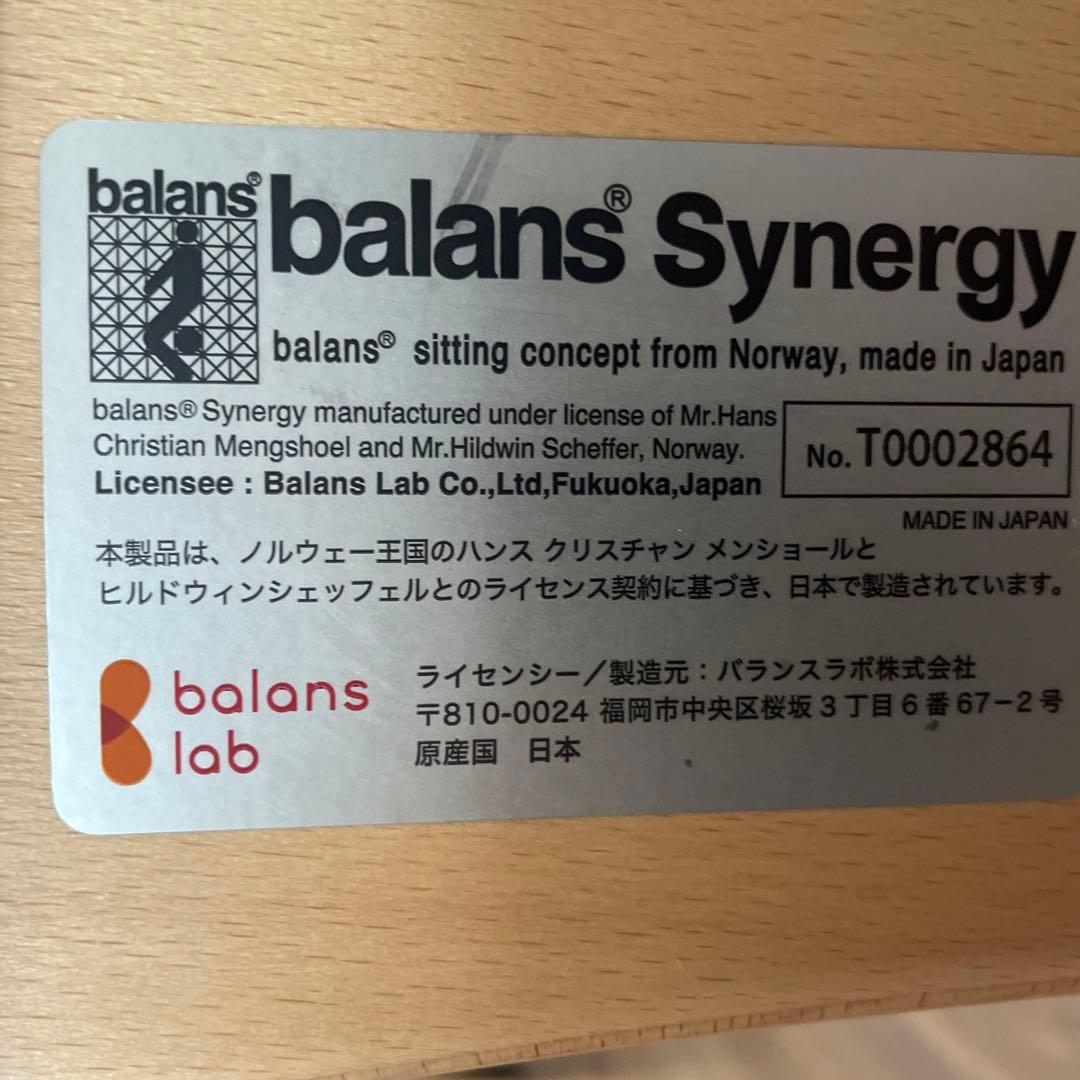 balans®
balans® Synergy
balans® sitting concept from Norway, made in Japan
balans® Synergy manufactured under license of Mr.Hans
Christian Mengshoel and Mr.Hildwin Scheffer, Norway.
Licensee : Balans Lab Co.,Ltd,Fukuoka,Japan
No. T0002864
MADE IN JAPAN
本製品は、ノルウェー王国のハンス クリスチャン メンショールと
ヒルドウィンシェッフェルとのライセンス契約に基づき、日本で製造されています。
balans
lab
ライセンシー/製造元：バランスラボ株式会社
〒810-0024 福岡市中央区桜坂3丁目6番67-2号
原産国 日本